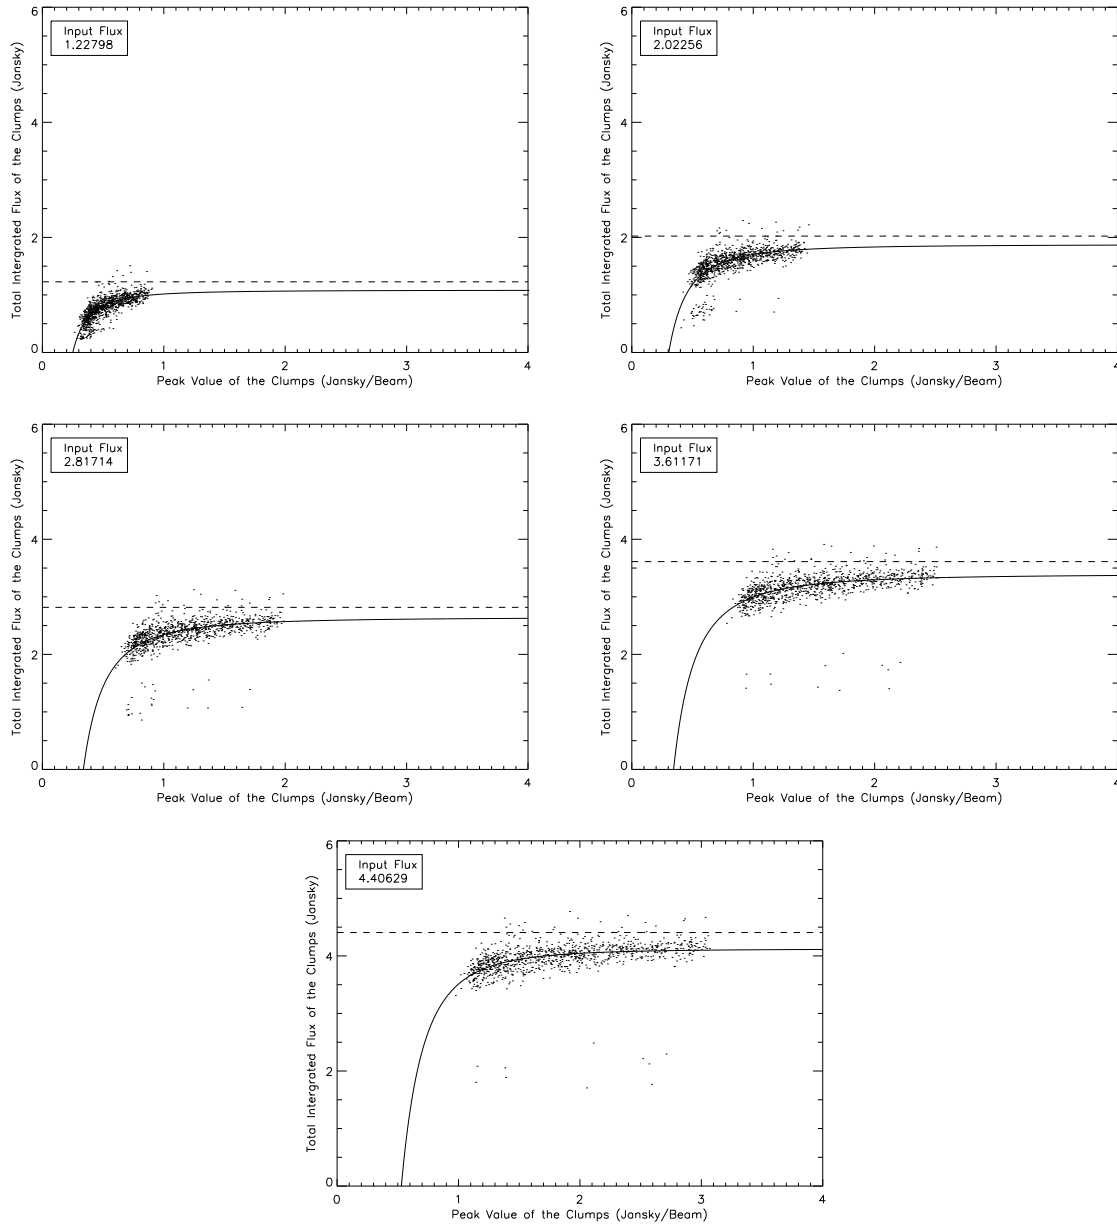 Input Flux
1.22798
Total Intergrated Flux of the Clumps (Jansky)
6
4
2
0
0 1 2 3 4
Peak Value of the Clumps (Jansky/Beam)
Input Flux
2.02256
Total Intergrated Flux of the Clumps (Jansky)
6
4
2
0
0 1 2 3 4
Peak Value of the Clumps (Jansky/Beam)
Input Flux
2.81714
Total Intergrated Flux of the Clumps (Jansky)
6
4
2
0
0 1 2 3 4
Peak Value of the Clumps (Jansky/Beam)
Input Flux
3.61171
Total Intergrated Flux of the Clumps (Jansky)
6
4
2
0
0 1 2 3 4
Peak Value of the Clumps (Jansky/Beam)
Input Flux
4.40629
Total Intergrated Flux of the Clumps (Jansky)
6
4
2
0
0 1 2 3 4
Peak Value of the Clumps (Jansky/Beam)